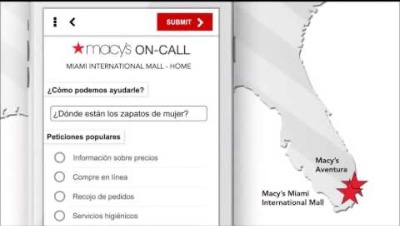 SUBMIT
macy's ON-CALL
MIAMI INTERNATIONAL MALL - HOME
¿Cómo podemos ayudarle?
¿Dónde están los zapatos de mujer?
Peticiones populares
Información sobre precios
Compre en línea
Recojo de pedidos
Servicios higiénicos
Macy's
Aventura
Macy's Miami
International Mall